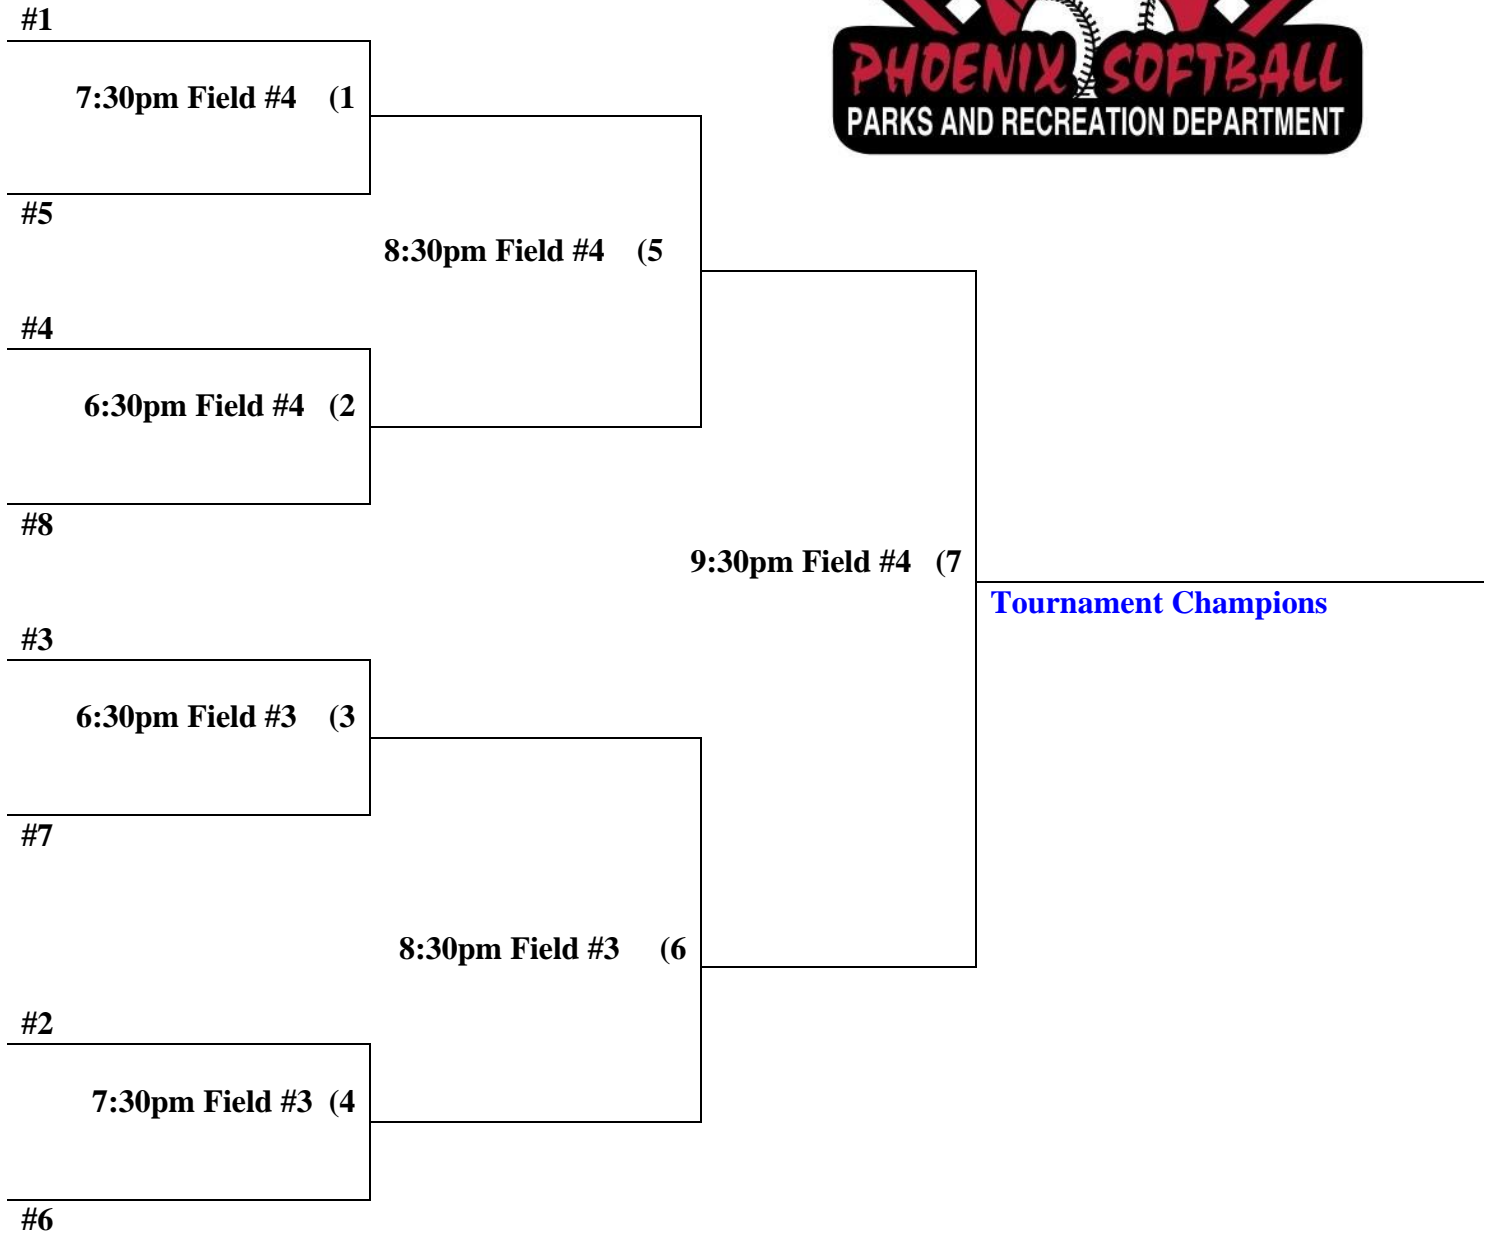 #1
PHOENIX SOFTBALL
PARKS AND RECREATION DEPARTMENT
7:30pm Field #4 (1
#5
8:30pm Field #4 (5
#4
6:30pm Field #4 (2
#8
9:30pm Field #4 (7
Tournament Champions
#3
6:30pm Field #3 (3
#7
8:30pm Field #3 (6
#2
7:30pm Field #3 (4
#6